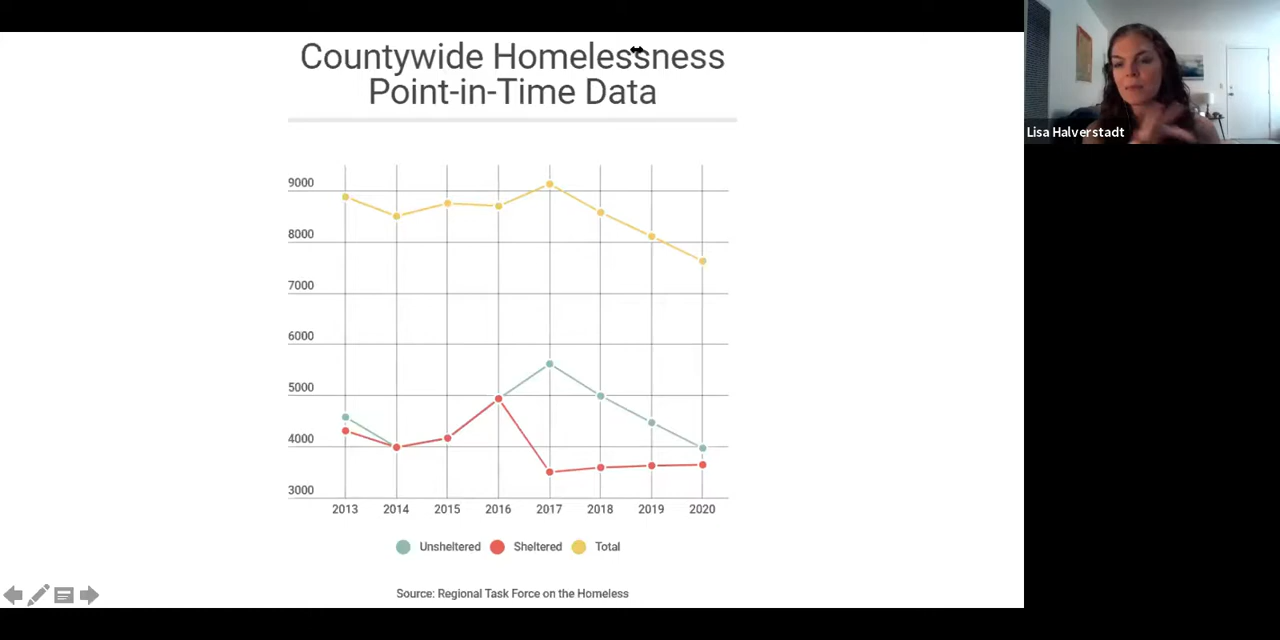 Countywide Homelessness
Point-in-Time Data
Lisa Halverstadt
9000
8000
7000
6000
5000
4000
3000
2013 2014 2015 2016 2017 2018 2019 2020
Unsheltered Sheltered Total
Source: Regional Task Force on the Homeless